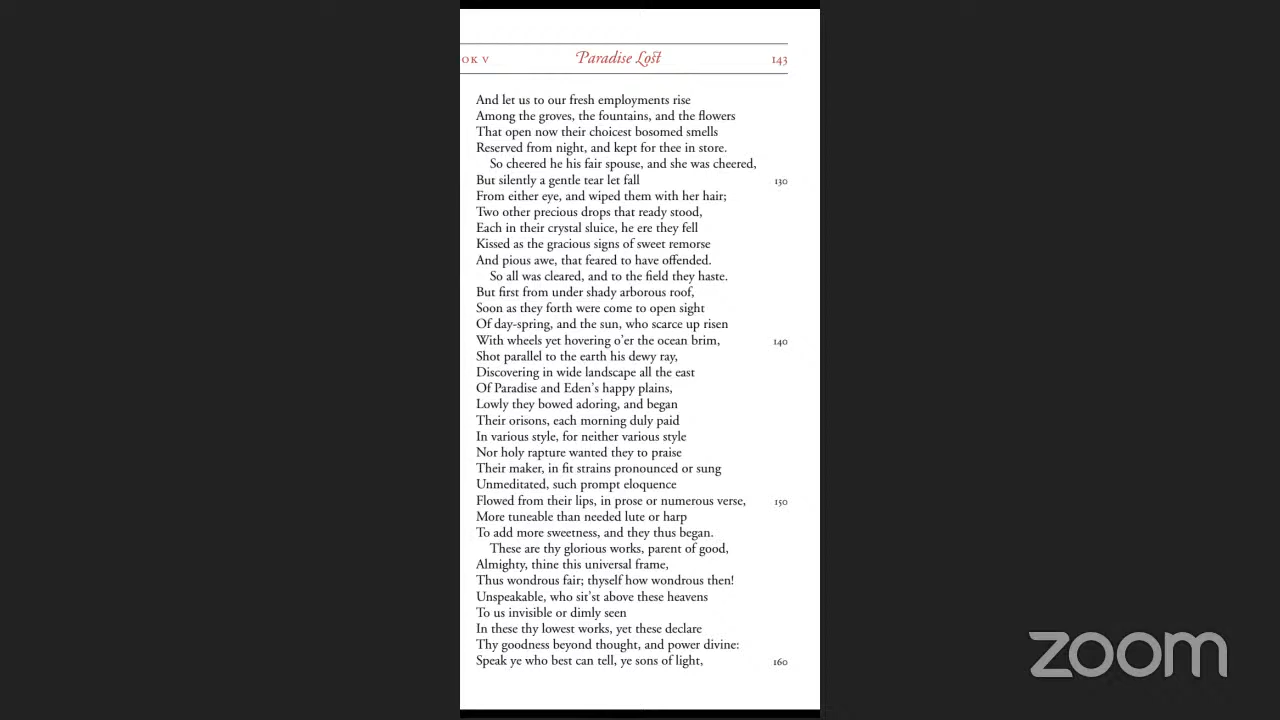 OK V Paradise Lost 143
And let us to our fresh employments rise
Among the groves, the fountains, and the flowers
That open now their choicest bosomed smells
Reserved from night, and kept for thee in store.
So cheered he his fair spouse, and she was cheered,
But silently a gentle tear let fall 130
From either eye, and wiped them with her hair;
Two other precious drops that ready stood,
Each in their crystal sluice, he ere they fell
Kissed as the gracious signs of sweet remorse
And pious awe, that feared to have offended.
So all was cleared, and to the field they haste.
But first from under shady arborous roof,
Soon as they forth were come to open sight
Of day-spring, and the sun, who scarce up risen
With wheels yet hovering o'er the ocean brim, 140
Shot parallel to the earth his dewy ray,
Discovering in wide landscape all the east
Of Paradise and Eden's happy plains,
Lowly they bowed adoring, and began
Their orisons, each morning duly paid
In various style, for neither various style
Nor holy rapture wanted they to praise
Their maker, in fit strains pronounced or sung
Unmeditated, such prompt eloquence
Flowed from their lips, in prose or numerous verse, 150
More tuneable than needed lute or harp
To add more sweetness, and they thus began.
These are thy glorious works, parent of good,
Almighty, thine this universal frame,
Thus wondrous fair; thyself how wondrous then!
Unspeakable, who sit'st above these heavens
To us invisible or dimly seen
In these thy lowest works, yet these declare
Thy goodness beyond thought, and power divine:
Speak ye who best can tell, ye sons of light, 160
zoom